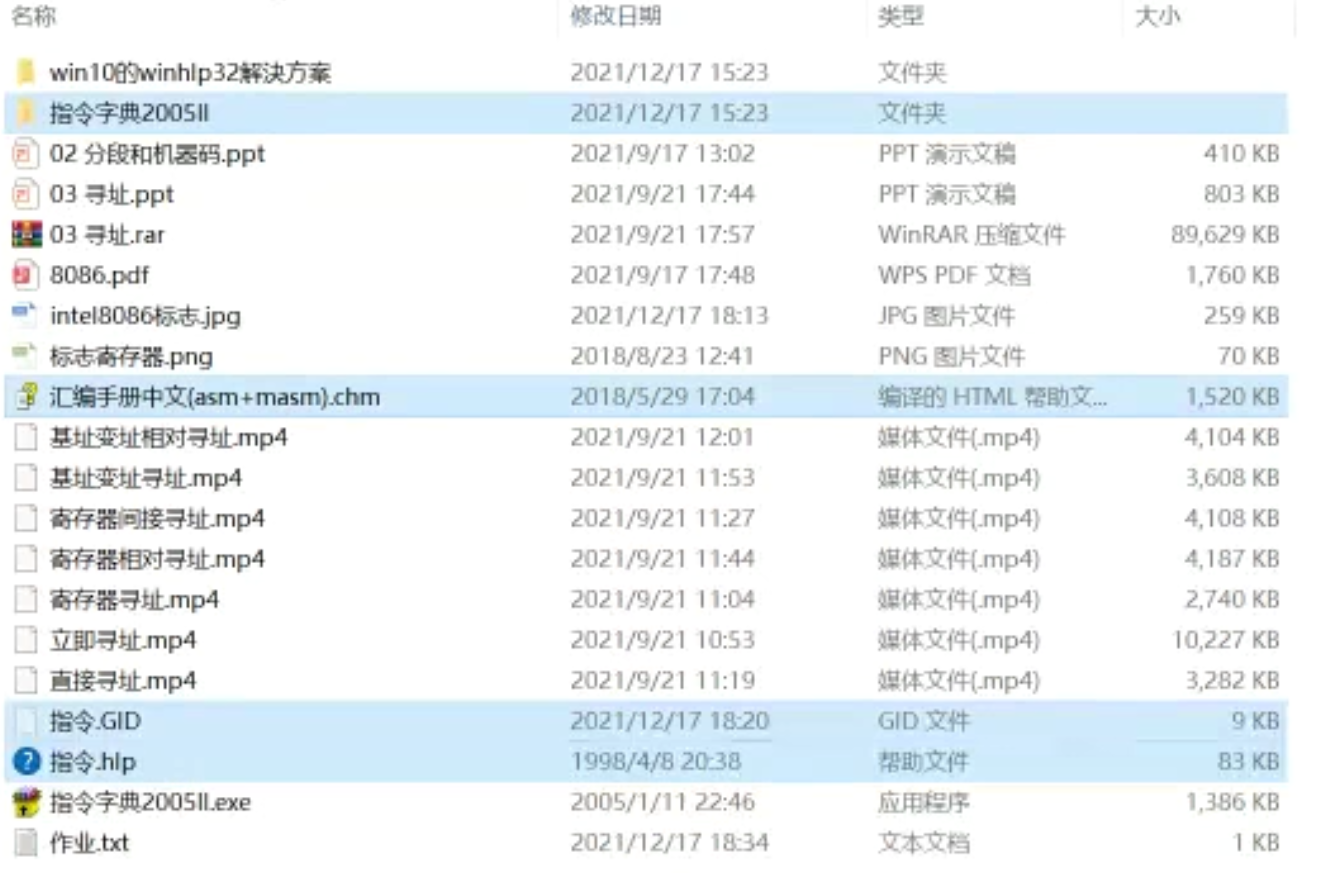 名称 修改日期 类型 大小
win10的winhlp32解决方案 2021/12/17 15:23 文件夹
指令字典2005II 2021/12/17 15:23 文件夹
02 分段和机器码.ppt 2021/9/17 13:02 PPT 演示文稿 410 KB
03 寻址.ppt 2021/9/21 17:44 PPT 演示文稿 803 KB
03 寻址.rar 2021/9/21 17:57 WinRAR 压缩文件 89,629 KB
8086.pdf 2021/9/17 17:48 WPS PDF 文档 1,760 KB
intel8086标志.jpg 2021/12/17 18:13 JPG 图片文件 259 KB
标志寄存器.png 2018/8/23 12:41 PNG 图片文件 70 KB
汇编手册中文(asm+masm).chm 2018/5/29 17:04 编译的 HTML 帮助文... 1,520 KB
基址变址相对寻址.mp4 2021/9/21 12:01 媒体文件(.mp4) 4,104 KB
基址变址寻址.mp4 2021/9/21 11:53 媒体文件(.mp4) 3,608 KB
寄存器间接寻址.mp4 2021/9/21 11:27 媒体文件(.mp4) 4,108 KB
寄存器相对寻址.mp4 2021/9/21 11:44 媒体文件(.mp4) 4,187 KB
寄存器寻址.mp4 2021/9/21 11:04 媒体文件(.mp4) 2,740 KB
立即寻址.mp4 2021/9/21 10:53 媒体文件(.mp4) 10,227 KB
直接寻址.mp4 2021/9/21 11:19 媒体文件(.mp4) 3,282 KB
指令.GID 2021/12/17 18:20 GID 文件 9 KB
指令.hlp 1998/4/8 20:38 帮助文件 83 KB
指令字典2005II.exe 2005/1/11 22:46 应用程序 1,386 KB
作业.txt 2021/12/17 18:34 文本文档 1 KB